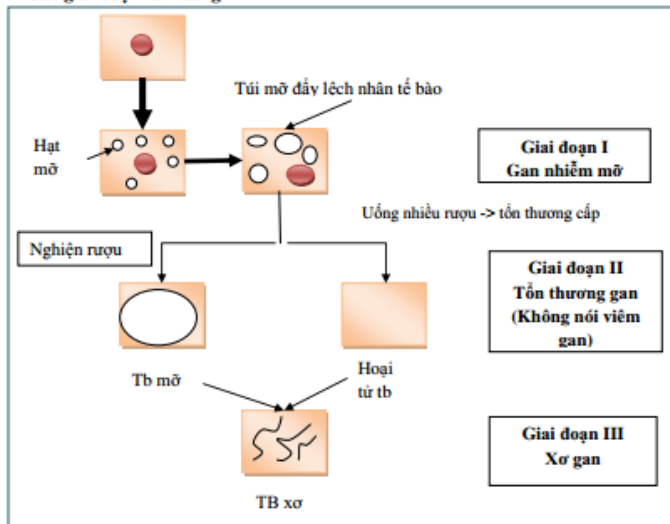 Túi mỡ đẩy lệch nhân tế bào
Hạt
mỡ
Giai đoạn I
Gan nhiễm mỡ
Uống nhiều rượu -> tổn thương cấp
Nghiện rượu
Giai đoạn II
Tổn thương gan
(Không nói viêm
gan)
Tb mỡ
Hoại
tử tb
Giai đoạn III
Xơ gan
TB xơ